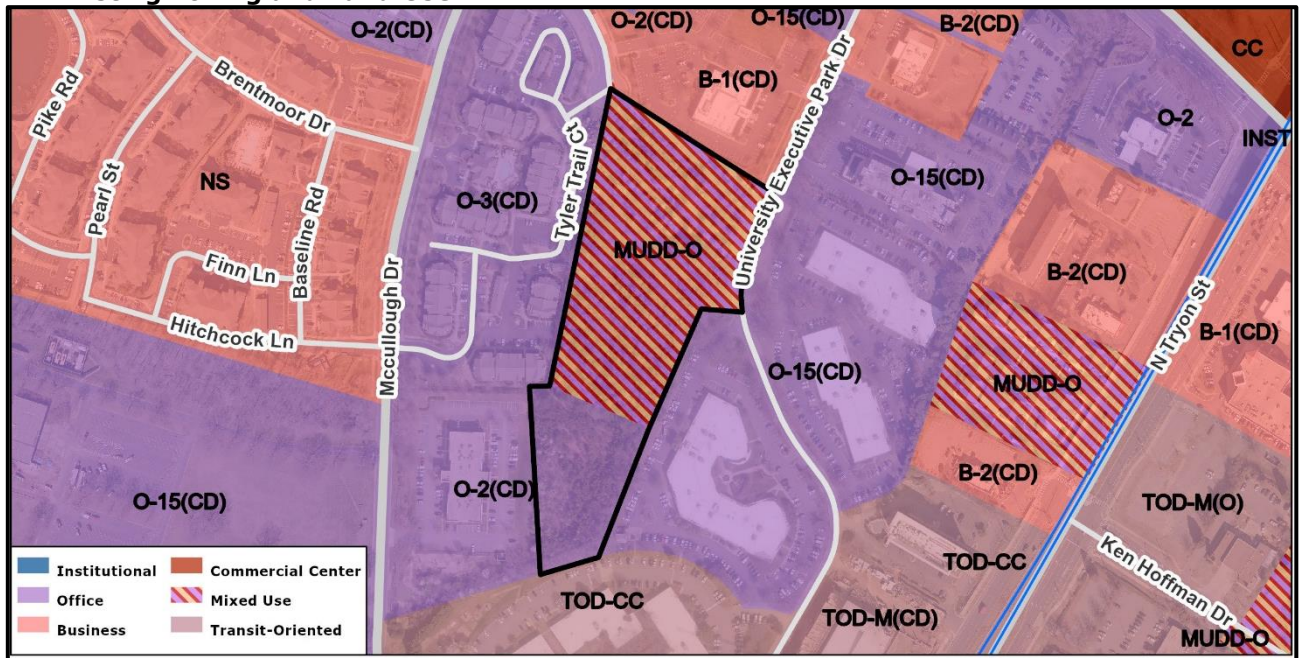 O-2(CD)
O-2(CD)
O-15(CD)
B-2(CD)
CC
Pike Rd
Brentmoor Dr
B-1(CD)
University Executive Park Dr
O-2
INST
Pearl St
NS
Baseline Rd
O-3(CD)
Tyler Trail Ct
O-15(CD)
Finn Ln
MUDD-O
B-2(CD)
N Tryon St
B-1(CD)
Hitchcock Ln
Mccullough Dr
O-15(CD)
MUDD-O
O-15(CD)
O-2(CD)
B-2(CD)
TOD-M(O)
TOD-CC
Ken Hoffman Dr
TOD-CC
TOD-M(CD)
MUDD-O
Institutional
Commercial Center
Office
Mixed Use
Business
Transit-Oriented